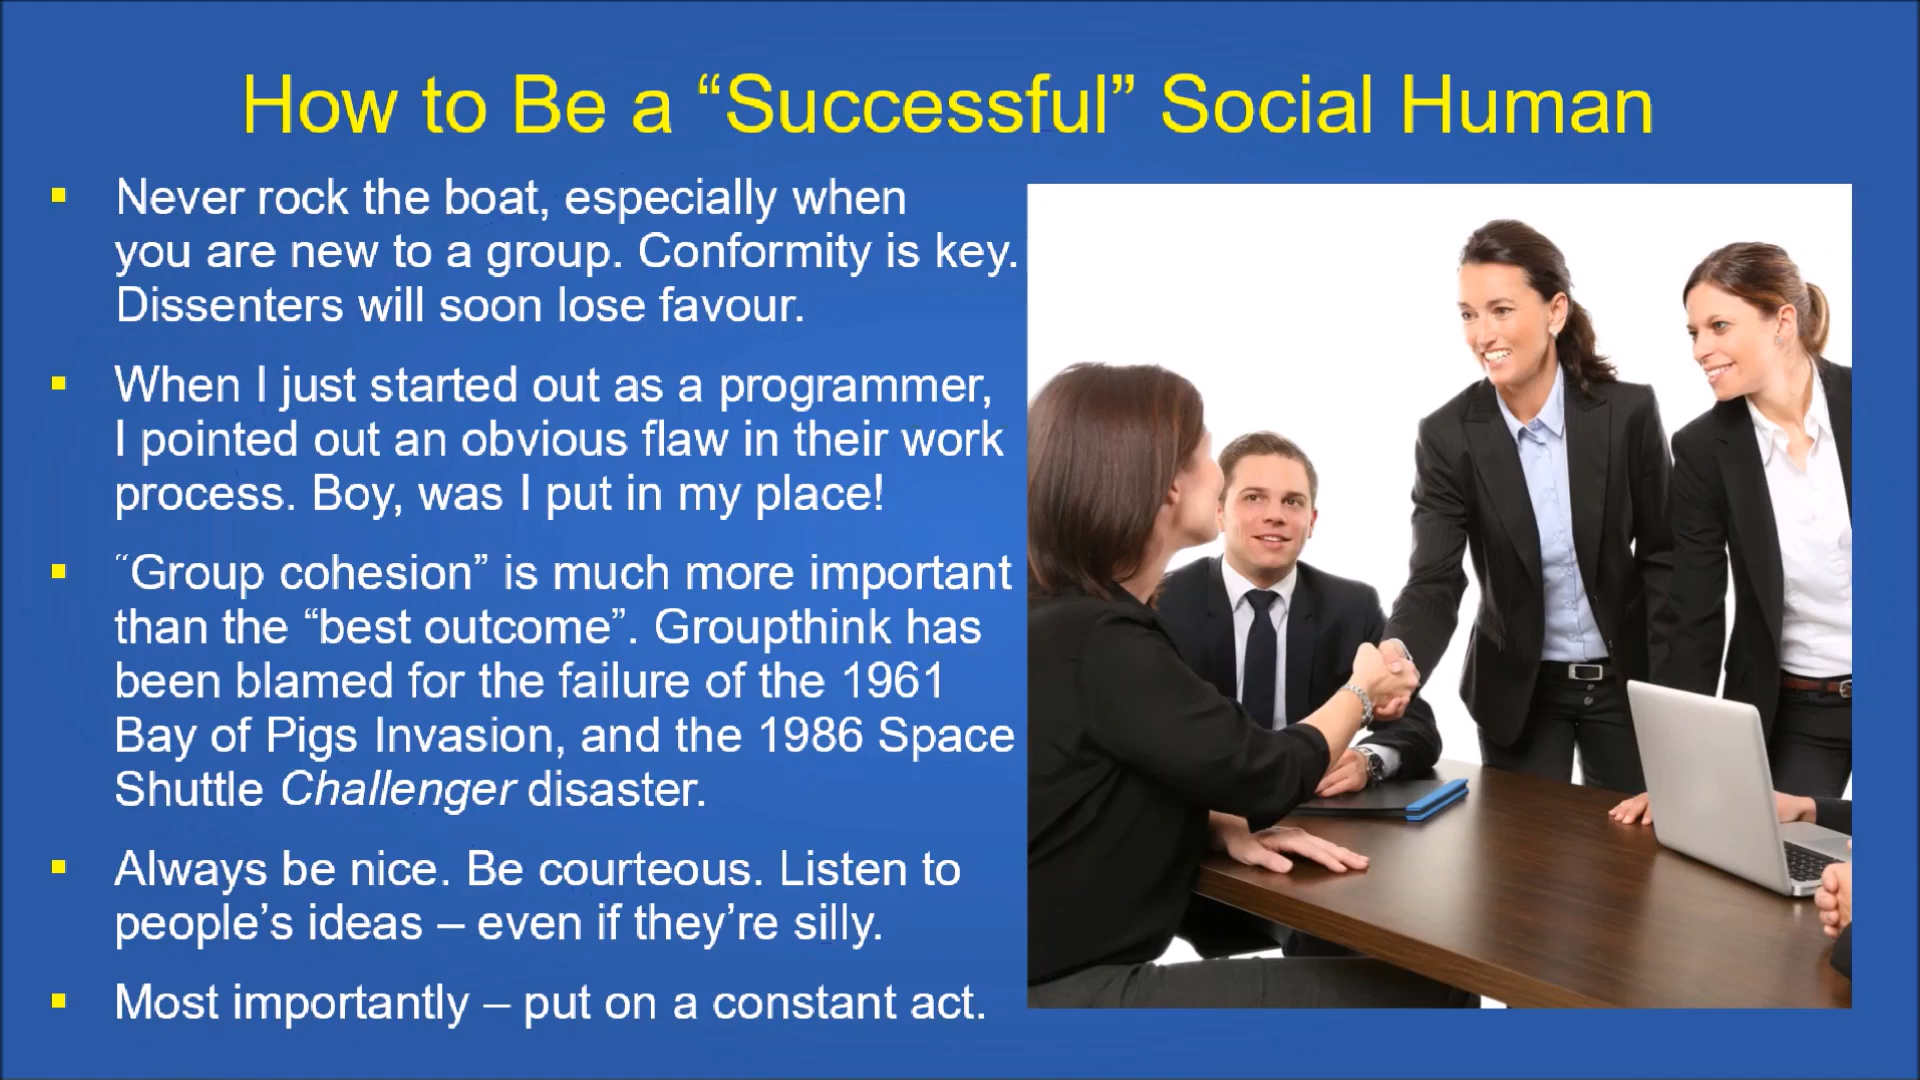 How to Be a “Successful” Social Human
Never rock the boat, especially when
you are new to a group. Conformity is key.
Dissenters will soon lose favour.
When I just started out as a programmer,
I pointed out an obvious flaw in their work
process. Boy, was I put in my place!
“Group cohesion” is much more important
than the “best outcome”. Groupthink has
been blamed for the failure of the 1961
Bay of Pigs Invasion, and the 1986 Space
Shuttle Challenger disaster.
Always be nice. Be courteous. Listen to
people’s ideas – even if they’re silly.
Most importantly – put on a constant act.